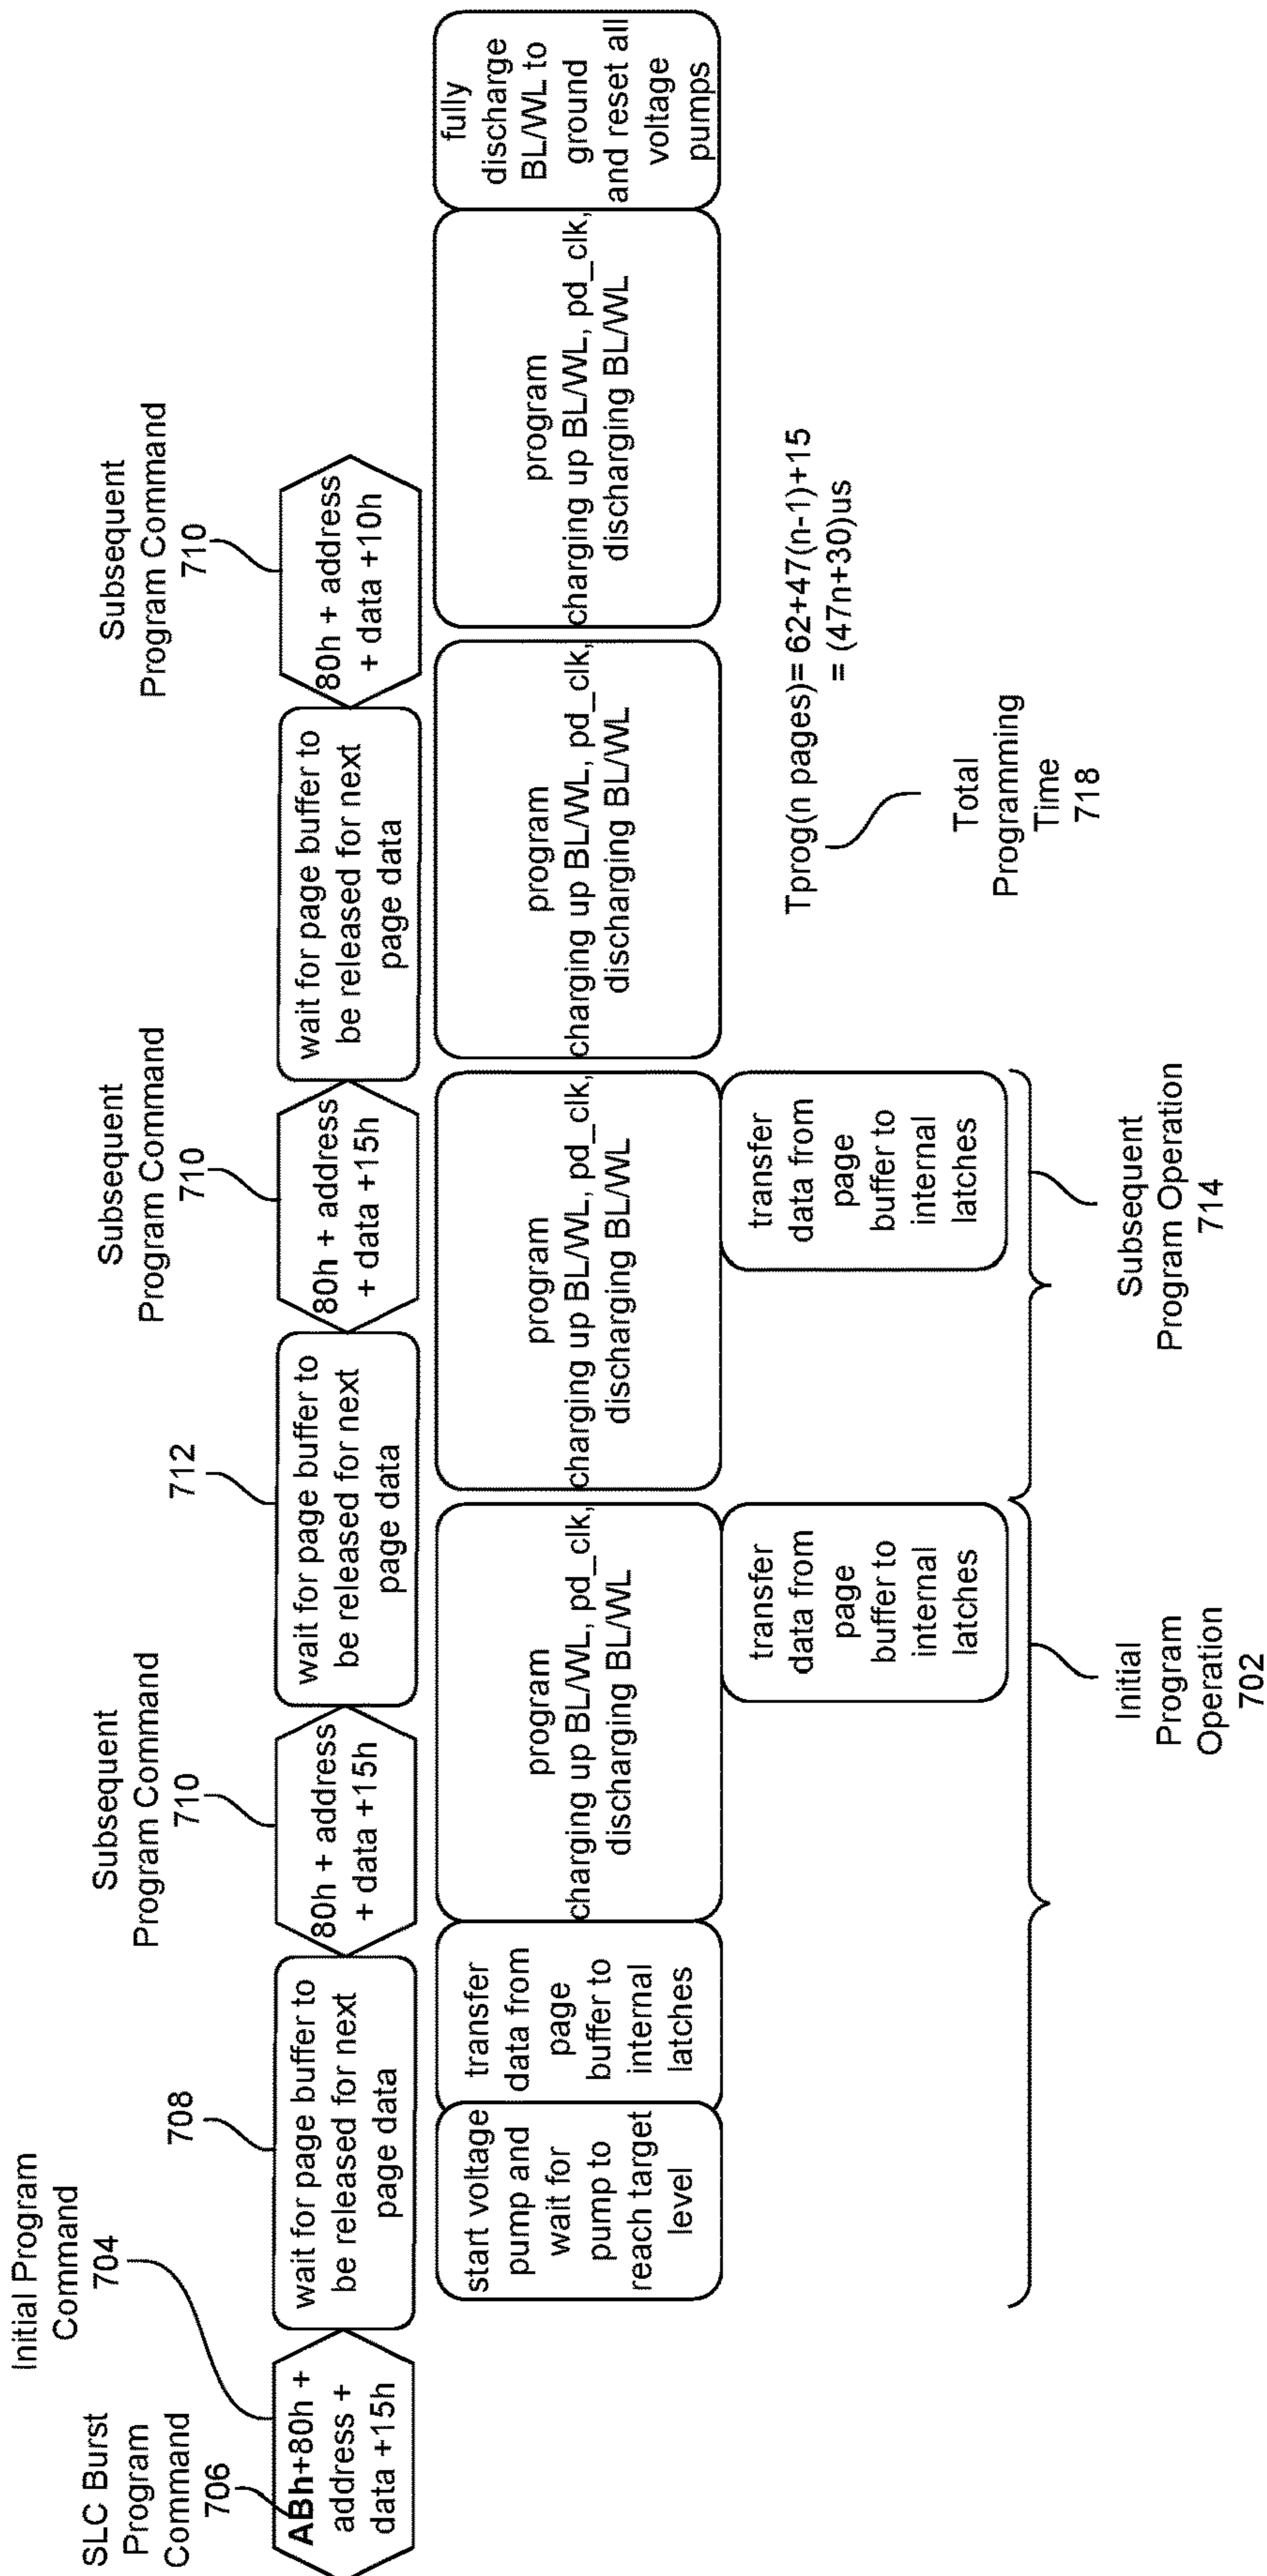 Initial Program
Command
704
SLC Burst
Program
Command
706
ABh+80h +
address +
data +15h
708
wait for page buffer to
be released for next
page data
Subsequent
Program Command
710
80h + address
+ data +15h
712
wait for page buffer to
be released for next
page data
Subsequent
Program Command
710
80h + address
+ data +15h
wait for page buffer to
be released for next
page data
Subsequent
Program Command
710
80h + address
+ data +10h
start voltage
pump and
wait for
pump to
reach target
level
transfer
data from
page
buffer to
internal
latches
program
charging up BL/WL, pd_clk,
discharging BL/WL
program
charging up BL/WL, pd_clk,
discharging BL/WL
program
charging up BL/WL, pd_clk,
discharging BL/WL
program
charging up BL/WL, pd_clk,
discharging BL/WL
fully
discharge
BL/WL to
ground
and reset all
voltage
pumps
transfer
data from
page
buffer to
internal
latches
transfer
data from
page
buffer to
internal
latches
Initial
Program
Operation
702
Subsequent
Program Operation
714
Tprog(n pages)= 62+47(n-1)+15
= (47n+30)us
Total
Programming
Time
718